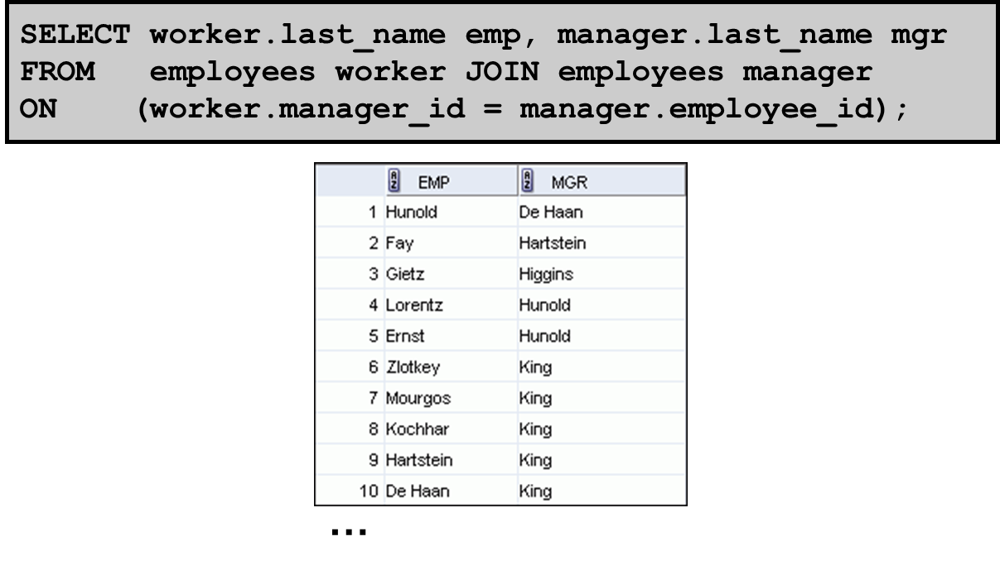 SELECT worker.last_name emp, manager.last_name mgr
FROM employees worker JOIN employees manager
ON (worker.manager_id = manager.employee_id);
EMP MGR
1 Hunold De Haan
2 Fay Hartstein
3 Gietz Higgins
4 Lorentz Hunold
5 Ernst Hunold
6 Zlotkey King
7 Mourgos King
8 Kochhar King
9 Hartstein King
10 De Haan King
...